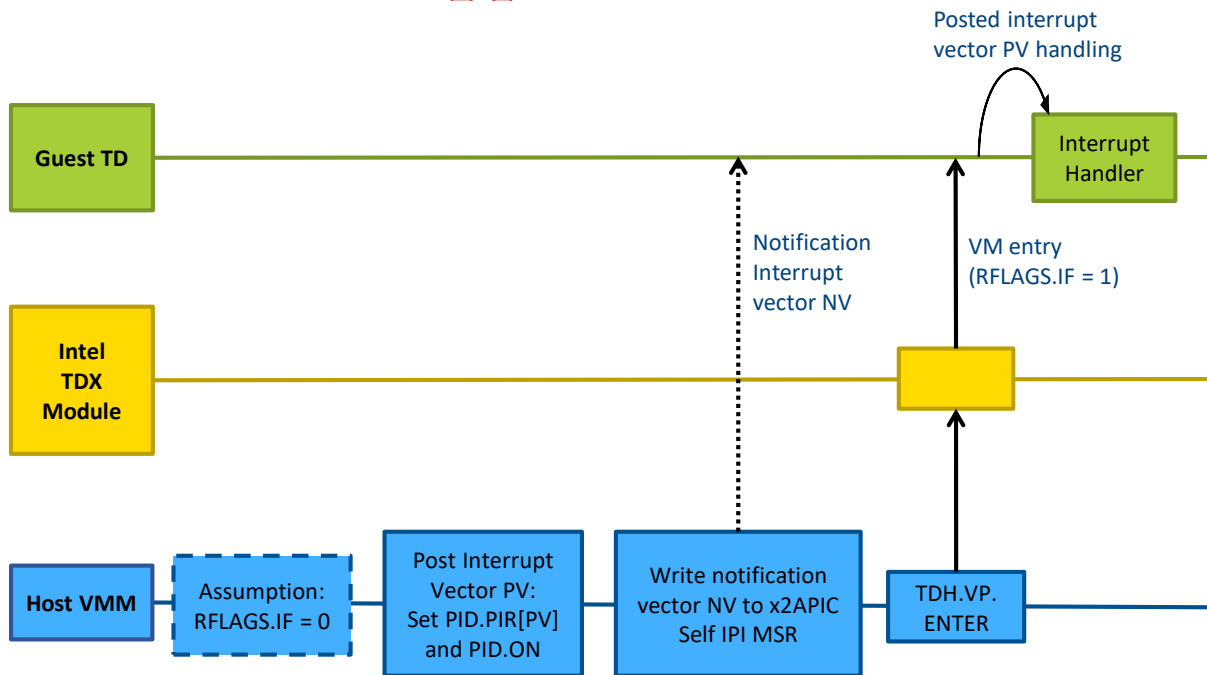 Posted interrupt
vector PV handling
Guest TD
Interrupt
Handler
Notification
Interrupt
vector NV
VM entry
(RFLAGS.IF = 1)
Intel
TDX
Module
Host VMM
Assumption:
RFLAGS.IF = 0
Post Interrupt
Vector PV:
Set PID.PIR[PV]
and PID.ON
Write notification
vector NV to x2APIC
Self IPI MSR
TDH.VP.
ENTER